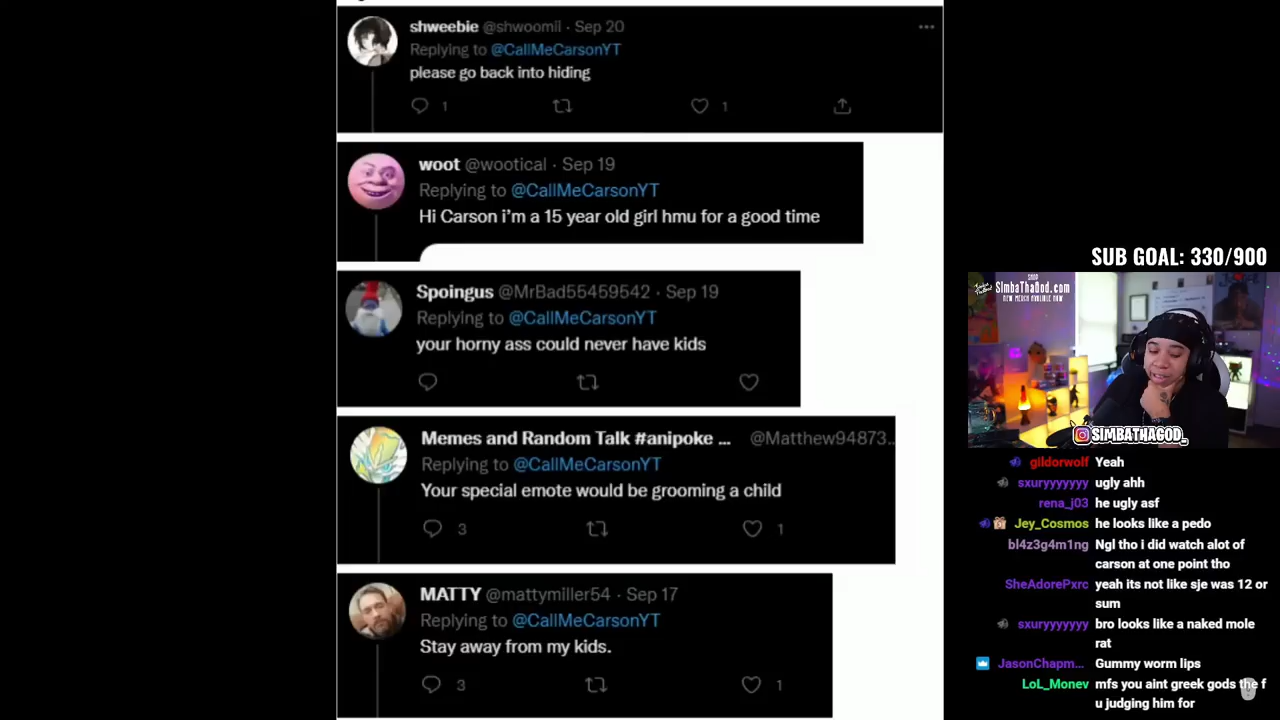 shweebie @shwoomii · Sep 20
Replying to @CallMeCarsonYT
please go back into hiding
1
1
woot @wootical · Sep 19
Replying to @CallMeCarsonYT
Hi Carson i'm a 15 year old girl hmu for a good time
Spoingus @MrBad55459542 · Sep 19
Replying to @CallMeCarsonYT
your horny ass could never have kids
Memes and Random Talk #anipoke ... @Matthew94873..
Replying to @CallMeCarsonYT
Your special emote would be grooming a child
3
1
MATTY @mattymiller54 · Sep 17
Replying to @CallMeCarsonYT
Stay away from my kids.
3
1
SUB GOAL: 330/900
SHOP
SimbaThaGod.com
NEW MERCH AVAILABLE NOW
SIMBATHAGOD_
gildorwolf Yeah
sxuryyyyyyy ugly ahh
rena_j03 he ugly asf
Jey_Cosmos he looks like a pedo
bl4z3g4m1ng Ngl tho i did watch alot of
carson at one point tho
SheAdorePxrc yeah its not like sje was 12 or
sum
sxuryyyyyyy bro looks like a naked mole
rat
JasonChapm... Gummy worm lips
LoL_Monev mfs you aint greek gods the f
u judging him for